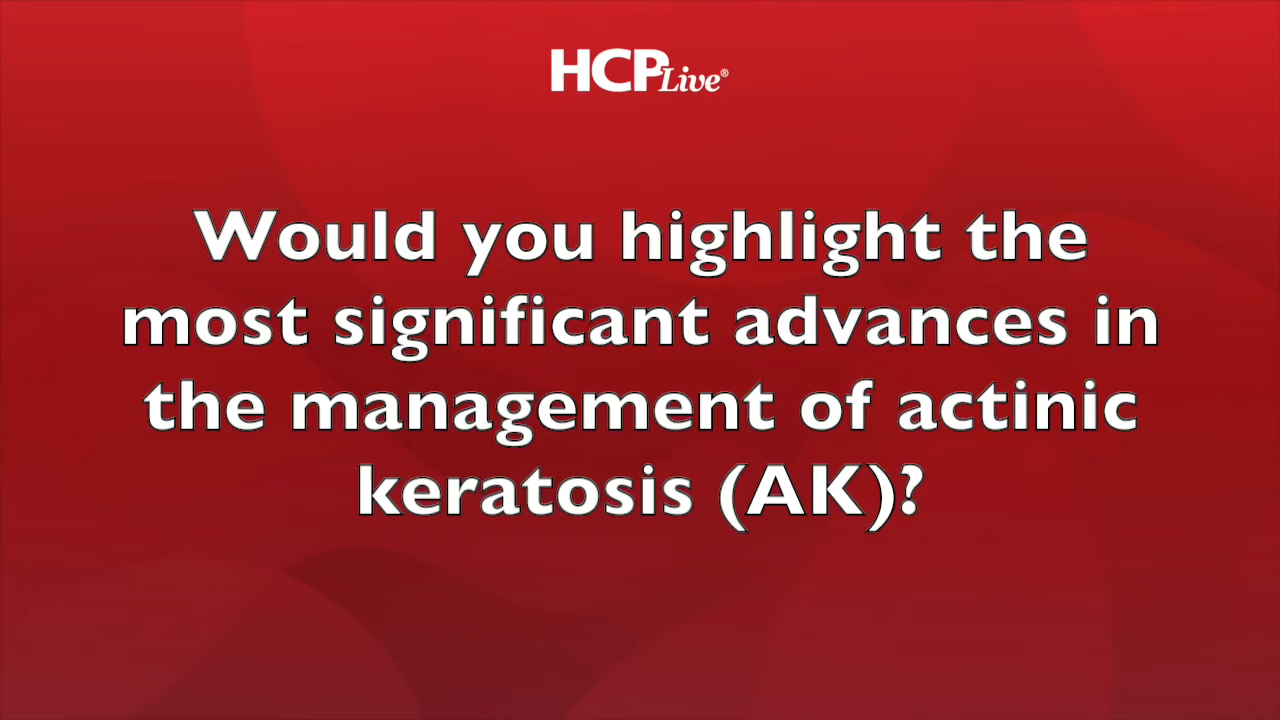 HCPLive®
Would you highlight the
most significant advances in
the management of actinic
keratosis (AK)?